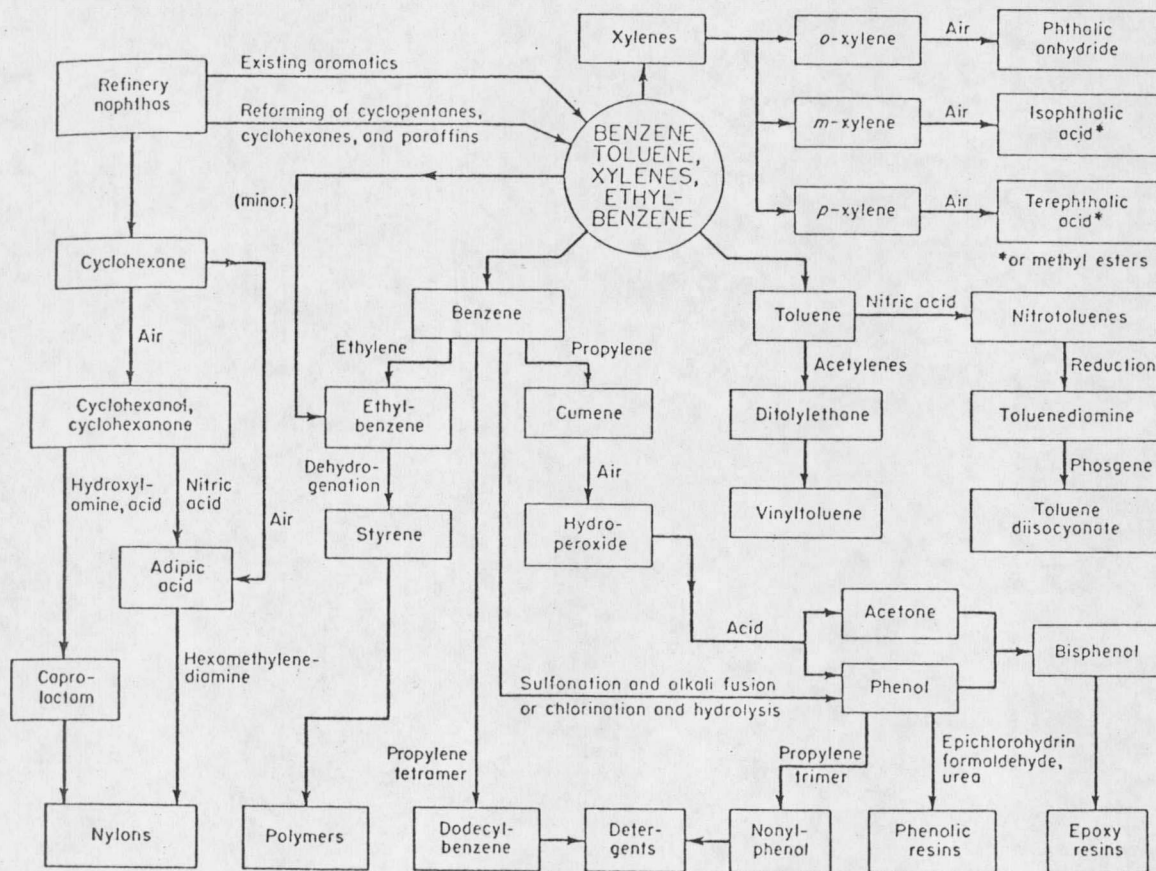 Xylenes
o-xylene
Air
Phthalic
anhydride
Refinery
naphthas
Existing aromatics
Reforming of cyclopentanes,
cyclohexanes, and paraffins
BENZENE
TOLUENE,
XYLENES,
ETHYL-
BENZENE
m-xylene
Air
Isophthalic
acid*
(minor)
p-xylene
Air
Terephthalic
acid*
*or methyl esters
Cyclohexane
Benzene
Toluene
Nitric acid
Nitrotoluenes
Air
Ethylene
Propylene
Acetylenes
Reduction
Cyclohexanol,
cyclohexanone
Ethyl-
benzene
Cumene
Ditolylethane
Toluenediamine
Hydroxyl-
amine, acid
Nitric
acid
Air
Dehydro-
genation
Air
Phosgene
Styrene
Hydro-
peroxide
Vinyltoluene
Toluene
diisocyanate
Adipic
acid
Acid
Acetone
Bisphenol
Capro-
lactam
Hexamethylene-
diamine
Sulfonation and alkali fusion
or chlorination and hydrolysis
Phenol
Propylene
tetramer
Propylene
trimer
Epichlorohydrin
formaldehyde,
urea
Nylons
Polymers
Dodecyl-
benzene
Deter-
gents
Nonyl-
phenol
Phenolic
resins
Epoxy
resins